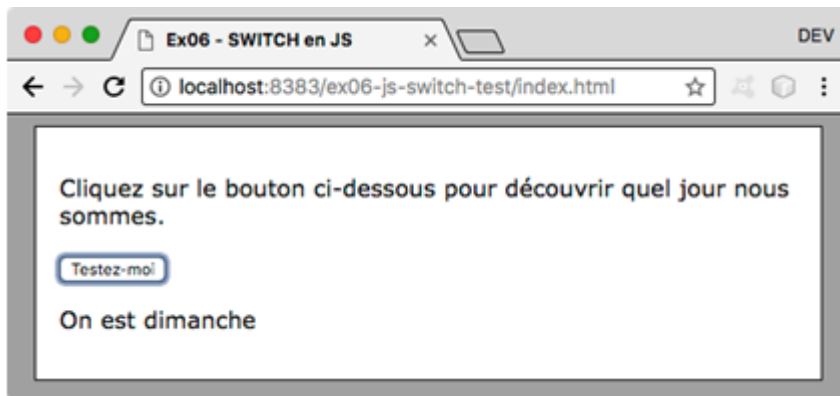 Ex06 - SWITCH en JS
DEV
localhost:8383/ex06-js-switch-test/index.html
Cliquez sur le bouton ci-dessous pour découvrir quel jour nous
sommes.
Testez-moi
On est dimanche